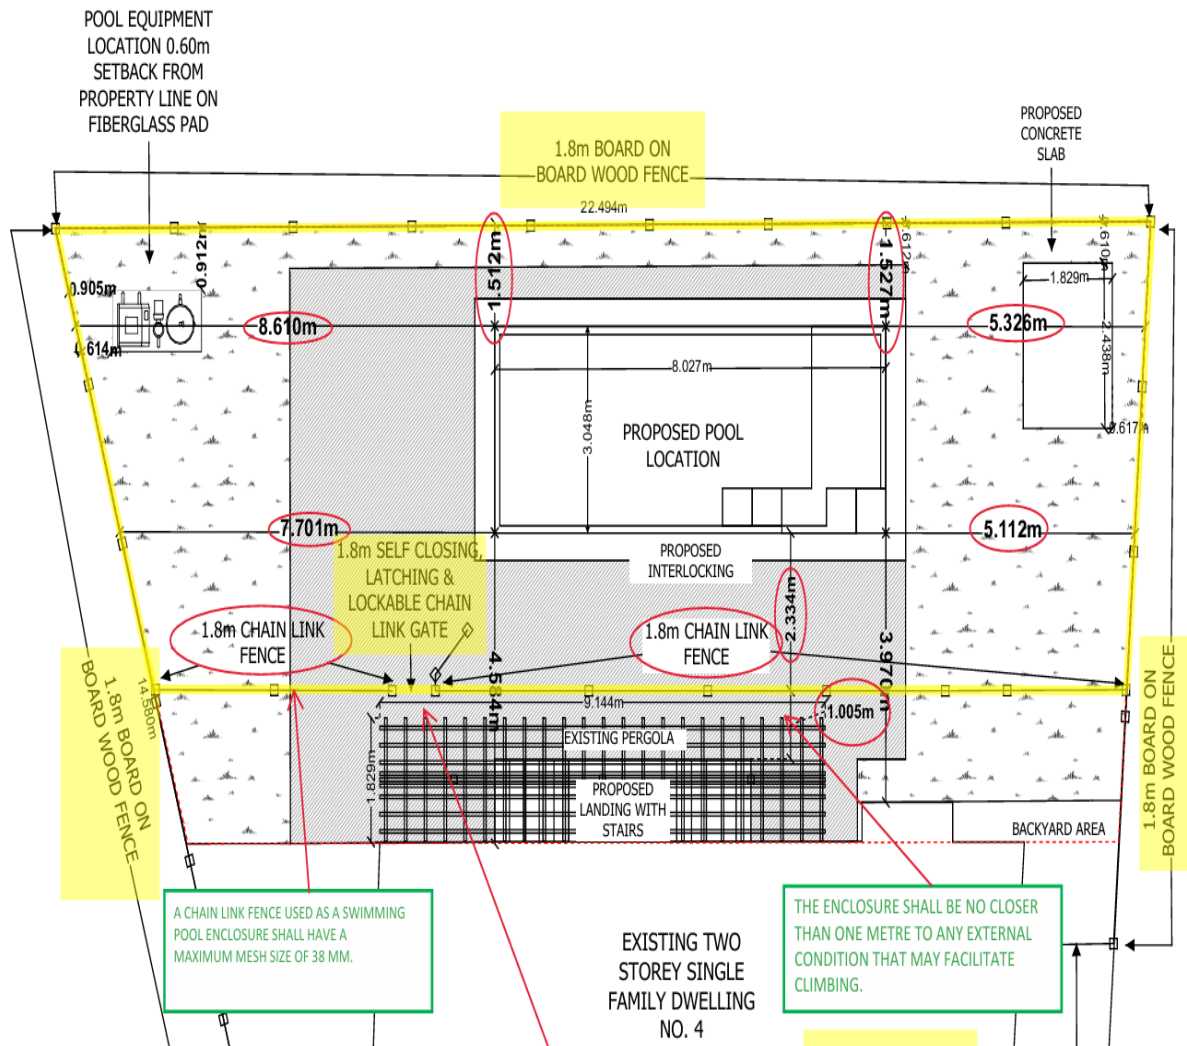 POOL EQUIPMENT
LOCATION 0.60m
SETBACK FROM
PROPERTY LINE ON
FIBERGLASS PAD
1.8m BOARD ON
BOARD WOOD FENCE
22.494m
PROPOSED
CONCRETE
SLAB
0.912m
1.512m
1.527m
.612m
.610m
0.905m
1.829m
8.610m
5.326m
.614m
2.438m
8.027m
3.048m
PROPOSED POOL
LOCATION
0.617m
7.701m
5.112m
1.8m SELF CLOSING,
LATCHING &
LOCKABLE CHAIN
LINK GATE
PROPOSED
INTERLOCKING
2.334m
1.8m CHAIN LINK
FENCE
1.8m CHAIN LINK
FENCE
4.584m
3.970m
14.580m
1.8m BOARD ON
BOARD WOOD FENCE
1.8m BOARD ON
BOARD WOOD FENCE
9.144m
1.005m
EXISTING PERGOLA
1.829m
PROPOSED
LANDING WITH
STAIRS
BACKYARD AREA
A CHAIN LINK FENCE USED AS A SWIMMING
POOL ENCLOSURE SHALL HAVE A
MAXIMUM MESH SIZE OF 38 MM.
THE ENCLOSURE SHALL BE NO CLOSER
THAN ONE METRE TO ANY EXTERNAL
CONDITION THAT MAY FACILITATE
CLIMBING.
EXISTING TWO
STOREY SINGLE
FAMILY DWELLING
NO. 4